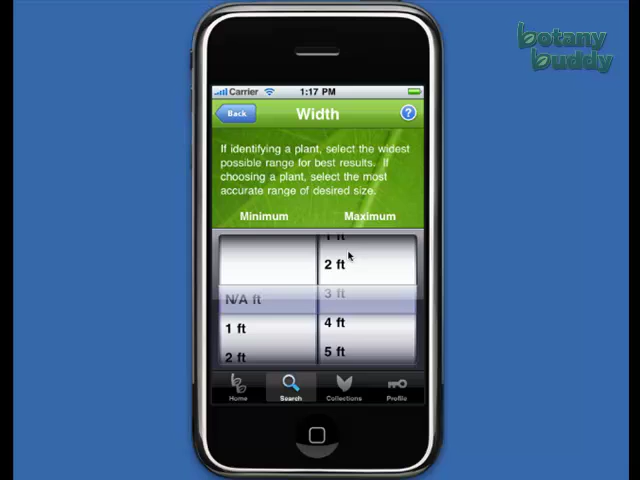 botany
buddy
Carrier 1:17 PM
Back Width ?
If identifying a plant, select the widest
possible range for best results. If
choosing a plant, select the most
accurate range of desired size.
Minimum Maximum
1 ft
2 ft
N/A ft 3 ft
1 ft 4 ft
2 ft 5 ft
Home Search Collections Profile